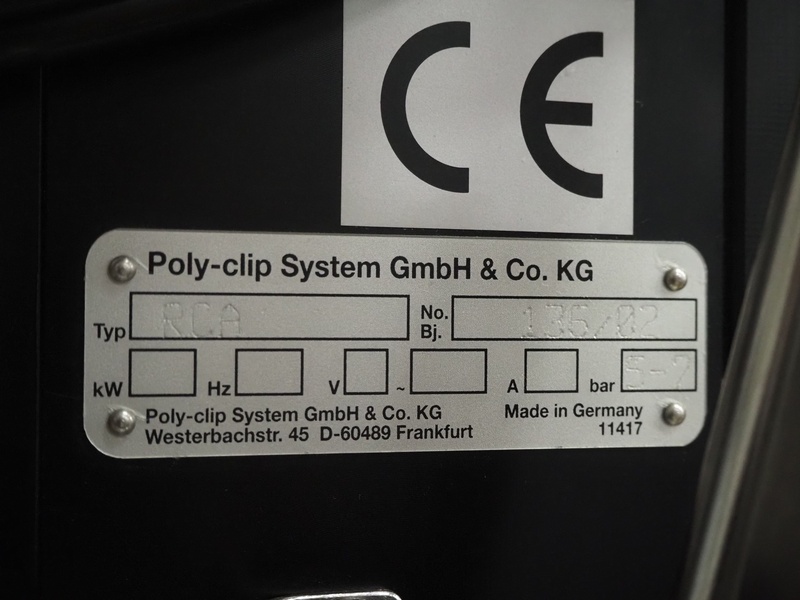 CE
Poly-clip System GmbH & Co. KG
Typ RCA No. Bj. 136/02
kW Hz V ~ A bar 5-7
Poly-clip System GmbH & Co. KG Made in Germany
Westerbachstr. 45 D-60489 Frankfurt 11417